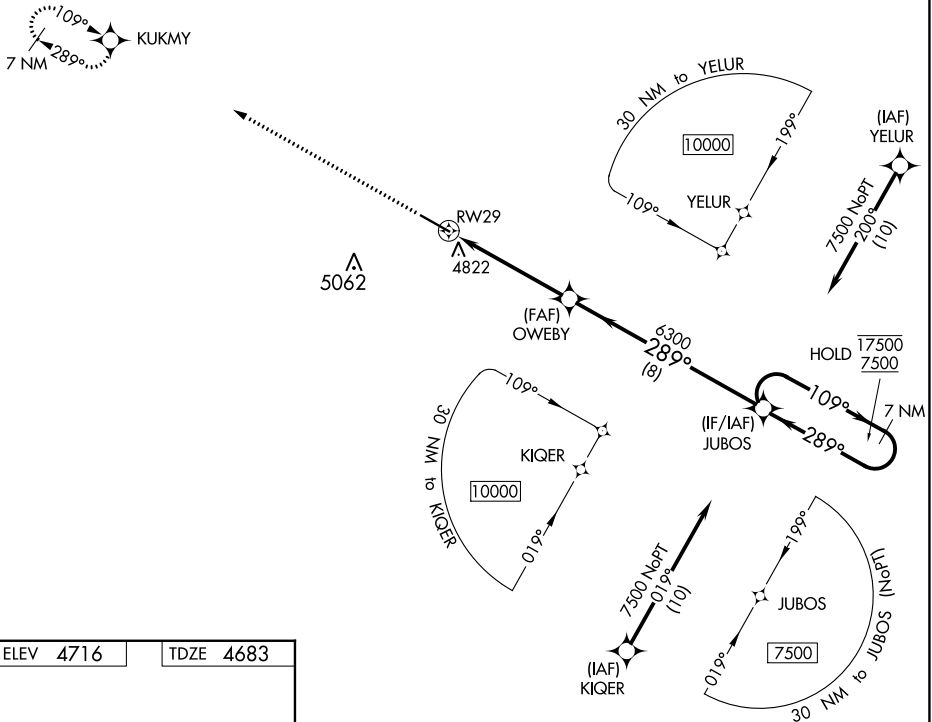 109°
KUKMY
289°
7 NM
30 NM to YELUR
10000
199°
109°
YELUR
(IAF)
YELUR
7500 NoPT
200°
(10)
RW29
4822
5062
(FAF)
OWEBY
6300
289°
(8)
HOLD
17500
7500
109°
7 NM
289°
(IF/IAF)
JUBOS
109°
30 NM to KIQER
KIQER
10000
019°
7500 NoPT
019°
(10)
(IAF)
KIQER
199°
JUBOS
019°
7500
30 NM to JUBOS (NoPT)
ELEV 4716
TDZE 4683